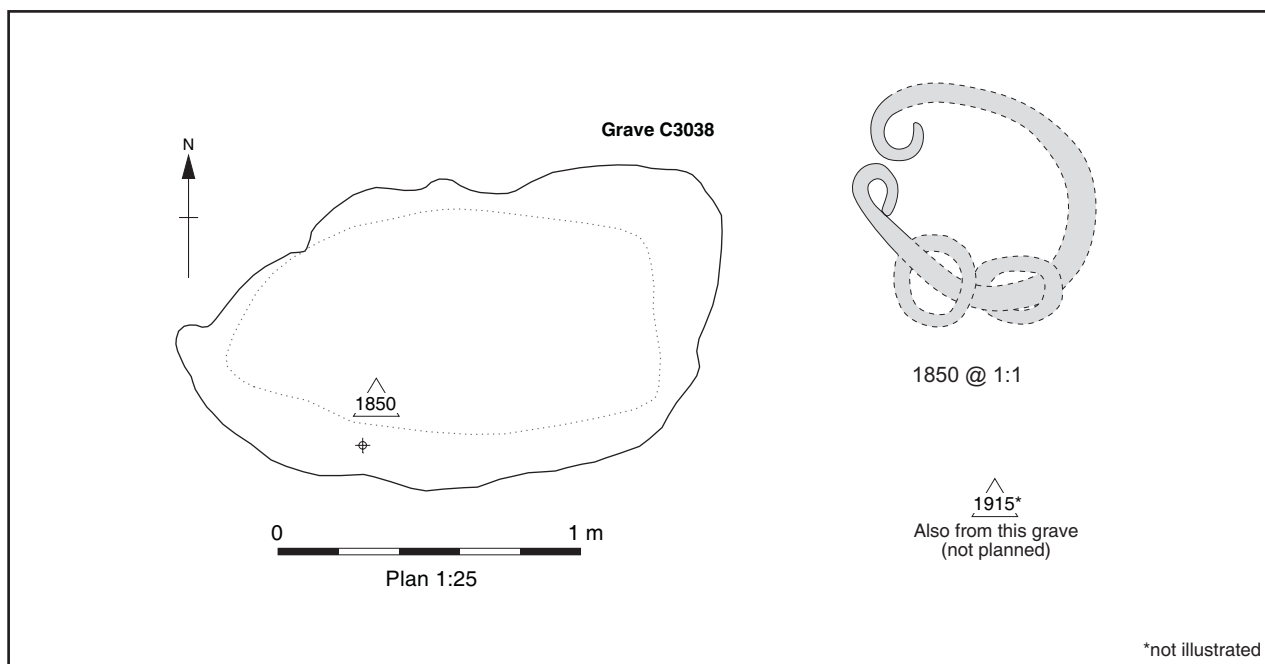 Grave C3038
N
1850
0 1 m
Plan 1:25
1850 @ 1:1
1915*
Also from this grave
(not planned)
*not illustrated